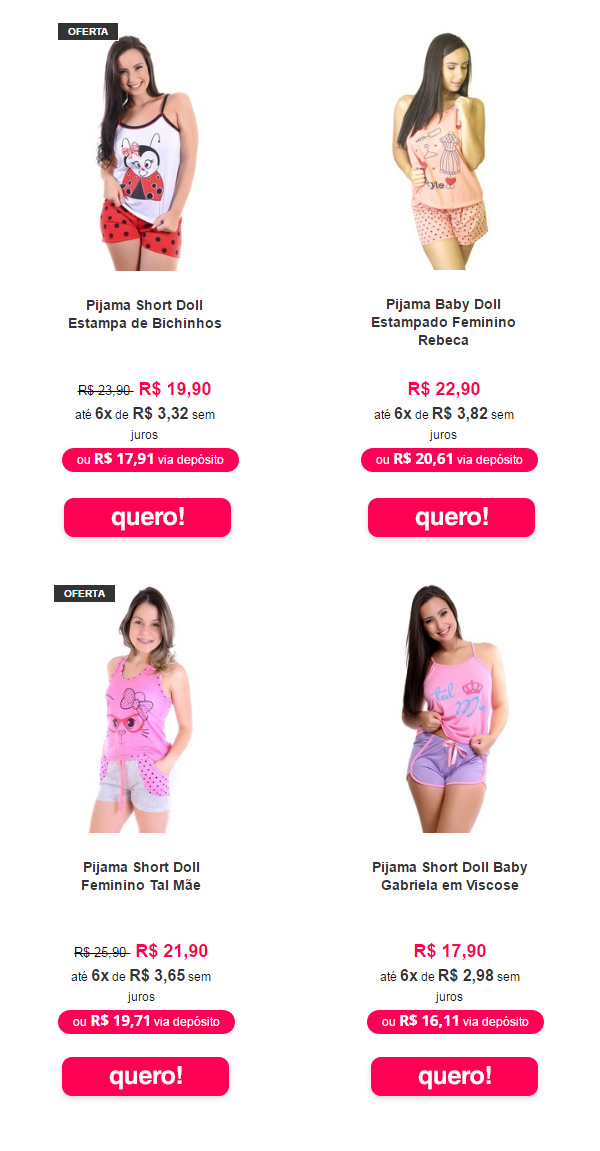 OFERTA
Pijama Short Doll
Estampa de Bichinhos
R$ 23,90 R$ 19,90
até 6x de R$ 3,32 sem
juros
ou R$ 17,91 via depósito
quero!
yle
Pijama Baby Doll
Estampado Feminino
Rebeca
R$ 22,90
até 6x de R$ 3,82 sem
juros
ou R$ 20,61 via depósito
quero!
OFERTA
Pijama Short Doll
Feminino Tal Mãe
R$ 25,90 R$ 21,90
até 6x de R$ 3,65 sem
juros
ou R$ 19,71 via depósito
quero!
tal
Pijama Short Doll Baby
Gabriela em Viscose
R$ 17,90
até 6x de R$ 2,98 sem
juros
ou R$ 16,11 via depósito
quero!